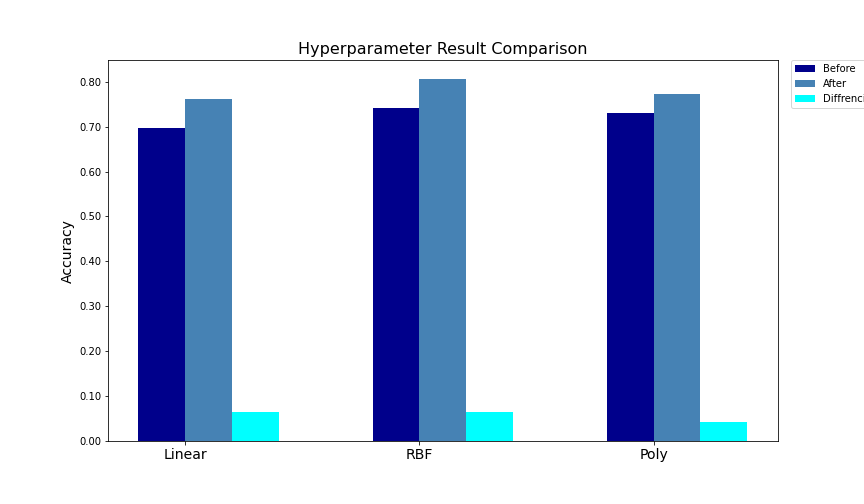 Hyperparameter Result Comparison
Before
After
Diffrenci
Accuracy
0.80
0.70
0.60
0.50
0.40
0.30
0.20
0.10
0.00
Linear
RBF
Poly